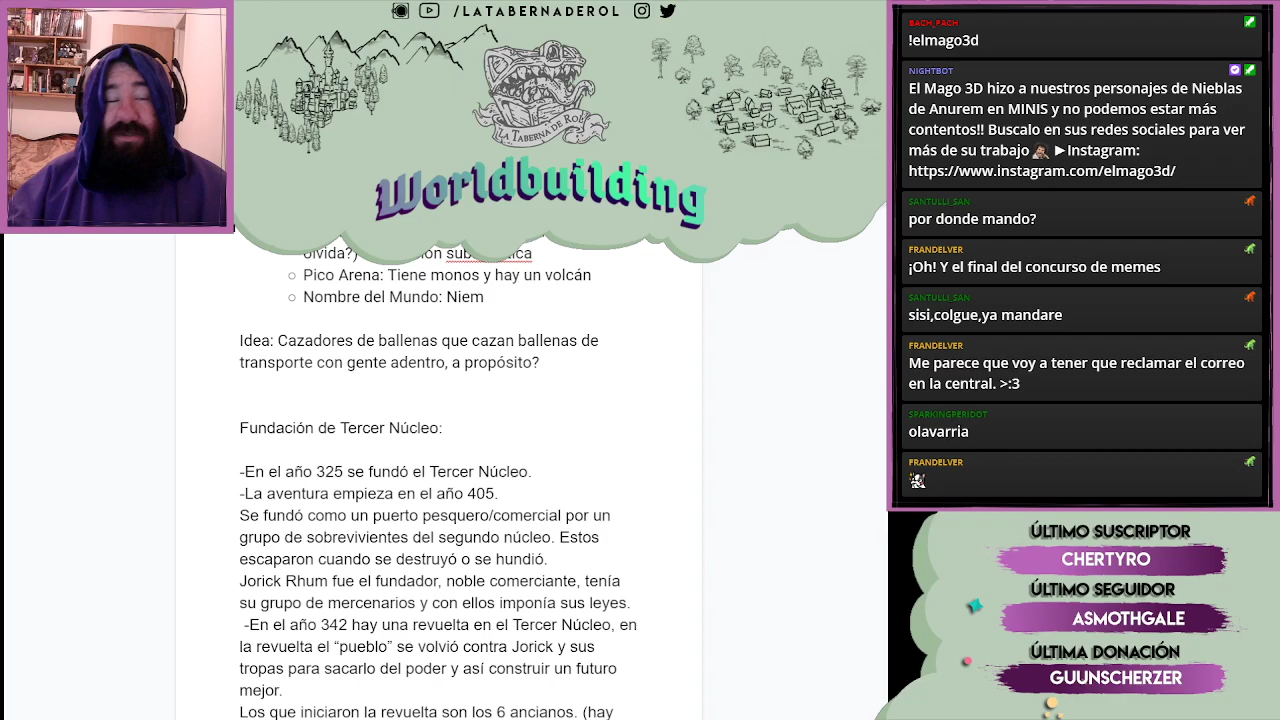 /LATABERNADEROL
LA TABERNA DE ROL
Worldbuilding
olvida?)
Pico Arena: Tiene monos y hay un volcán
Nombre del Mundo: Niem
Idea: Cazadores de ballenas que cazan ballenas de
transporte con gente adentro, a propósito?
Fundación de Tercer Núcleo:
-En el año 325 se fundó el Tercer Núcleo.
-La aventura empieza en el año 405.
Se fundó como un puerto pesquero/comercial por un
grupo de sobrevivientes del segundo núcleo. Estos
escaparon cuando se destruyó o se hundió.
Jorick Rhum fue el fundador, noble comerciante, tenía
su grupo de mercenarios y con ellos imponía sus leyes.
-En el año 342 hay una revuelta en el Tercer Núcleo, en
la revuelta el “pueblo” se volvió contra Jorick y sus
tropas para sacarlo del poder y así construir un futuro
mejor.
Los que iniciaron la revuelta son los 6 ancianos. (hay
BACH_PACH
!elmago3d
NIGHTBOT
El Mago 3D hizo a nuestros personajes de Nieblas
de Anurem en MINIS y no podemos estar más
contentos!! Buscalo en sus redes sociales para ver
más de su trabajo ►Instagram:
https://www.instagram.com/elmago3d/
SANTULLI_SAN
por donde mando?
FRANDELVER
¡Oh! Y el final del concurso de memes
SANTULLI_SAN
sisi,colgue,ya mandare
FRANDELVER
Me parece que voy a tener que reclamar el correo
en la central. >:3
SPARKINGPERIDOT
olavarria
FRANDELVER
ÚLTIMO SUSCRIPTOR
CHERTYRO
ÚLTIMO SEGUIDOR
ASMOTHGALE
ÚLTIMA DONACIÓN
GUUNSCHERZER